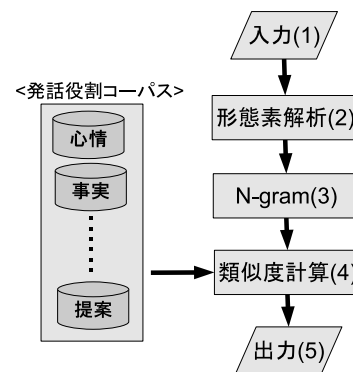 入力(1)
<発話役割コーパス>
心情
事実
提案
形態素解析(2)
N-gram(3)
類似度計算(4)
出力(5)